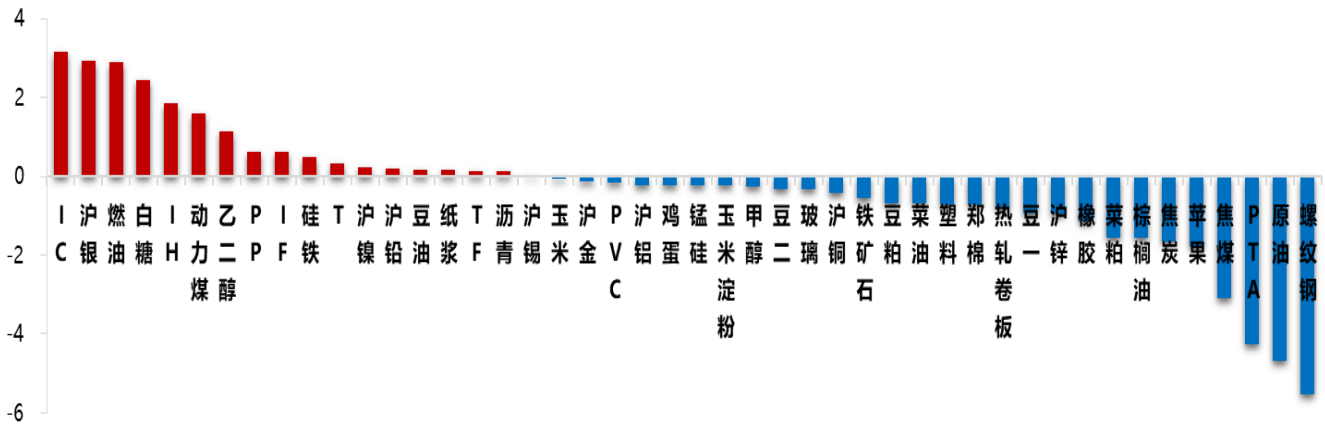 4
2
0
-2
-4
-6
IC
沪银
燃油
白糖
IH
动力煤
乙二醇
PP
IF
硅铁
T
沪镍
沪铅
豆油
纸浆
TF
沥青
沪锡
玉米
沪金
PVC
沪铝
鸡蛋
锰硅
玉米淀粉
甲醇
豆二
玻璃
沪铜
铁矿石
豆粕
菜油
塑料
郑棉
热轧卷板
豆一
沪锌
橡胶
菜粕
棕榈油
焦炭
苹果
焦煤
PTA
原油
螺纹钢